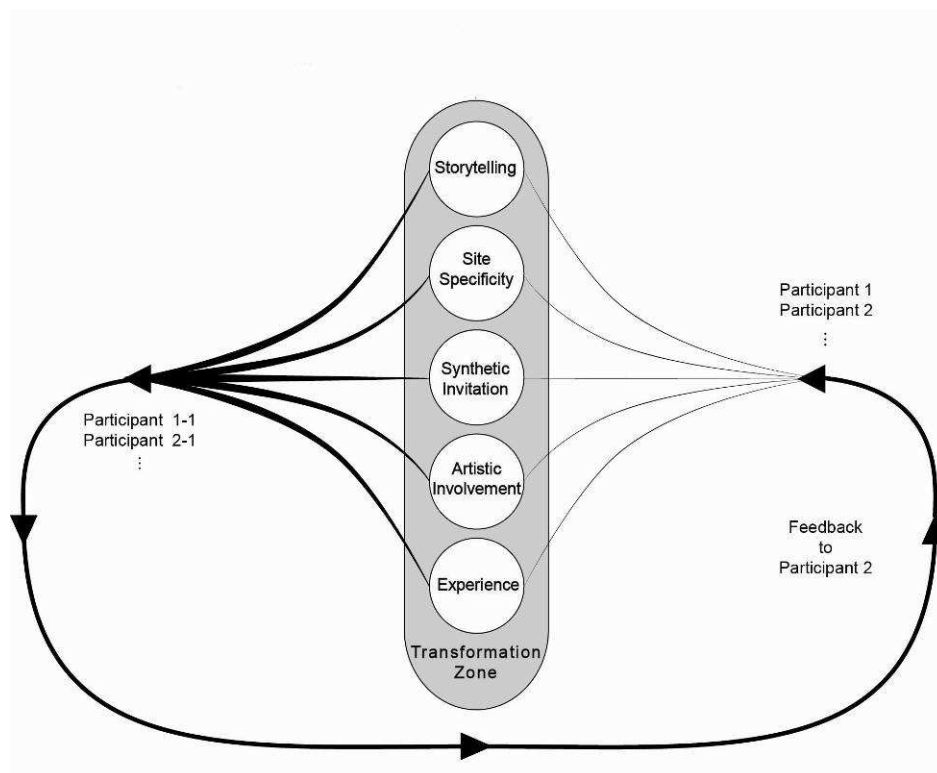 Storytelling
Site
Specificity
Synthetic
Invitation
Artistic
Involvement
Experience
Transformation
Zone
Participant 1
Participant 2
⋮
Participant 1-1
Participant 2-1
⋮
Feedback
to
Participant 2